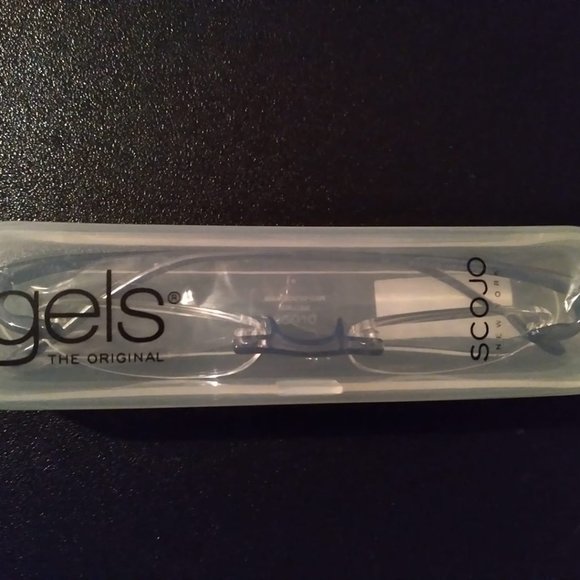 gels®
THE ORIGINAL
SCOJO
NEW YORK